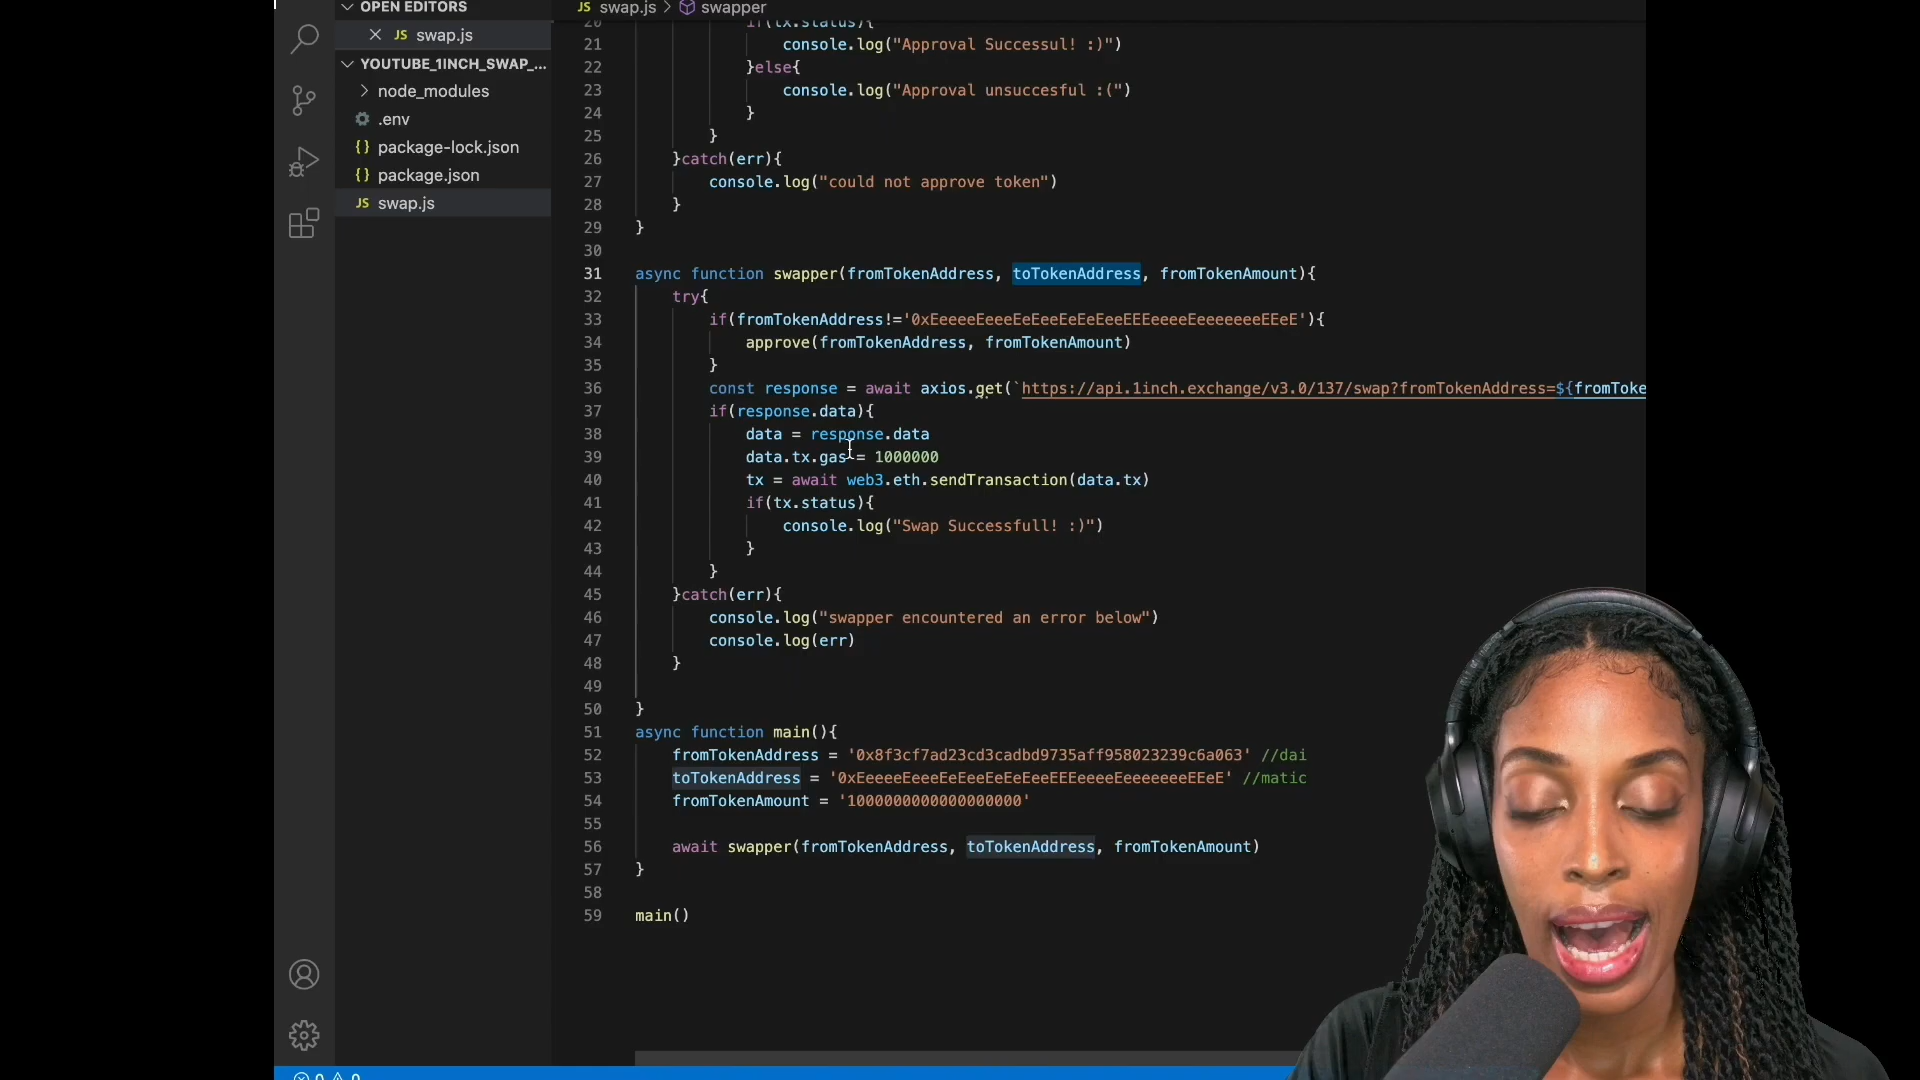 OPEN EDITORS
JS swap.js
YOUTUBE_1INCH_SWAP_...
node_modules
.env
{} package-lock.json
{} package.json
JS swap.js
JS swap.js > swapper
20 if(tx.status){
21 console.log("Approval Successul! :)")
22 }else{
23 console.log("Approval unsuccesful :(")
24 }
25 }
26 }catch(err){
27 console.log("could not approve token")
28 }
29 }
30
31 async function swapper(fromTokenAddress, toTokenAddress, fromTokenAmount){
32 try{
33 if(fromTokenAddress!='0xEeeeeEeeeEeEeeEeEeEeeEEEeeeeEeeeeeeeEEeE'){
34 approve(fromTokenAddress, fromTokenAmount)
35 }
36 const response = await axios.get(`https://api.1inch.exchange/v3.0/137/swap?fromTokenAddress=${fromToke
37 if(response.data){
38 data = response.data
39 data.tx.gas = 1000000
40 tx = await web3.eth.sendTransaction(data.tx)
41 if(tx.status){
42 console.log("Swap Successfull! :)")
43 }
44 }
45 }catch(err){
46 console.log("swapper encountered an error below")
47 console.log(err)
48 }
49
50 }
51 async function main(){
52 fromTokenAddress = '0x8f3cf7ad23cd3cadbd9735aff958023239c6a063' //dai
53 toTokenAddress = '0xEeeeeEeeeEeEeeEeEeEeeEEEeeeeEeeeeeeeEEeE' //matic
54 fromTokenAmount = '1000000000000000000'
55
56 await swapper(fromTokenAddress, toTokenAddress, fromTokenAmount)
57 }
58
59 main()